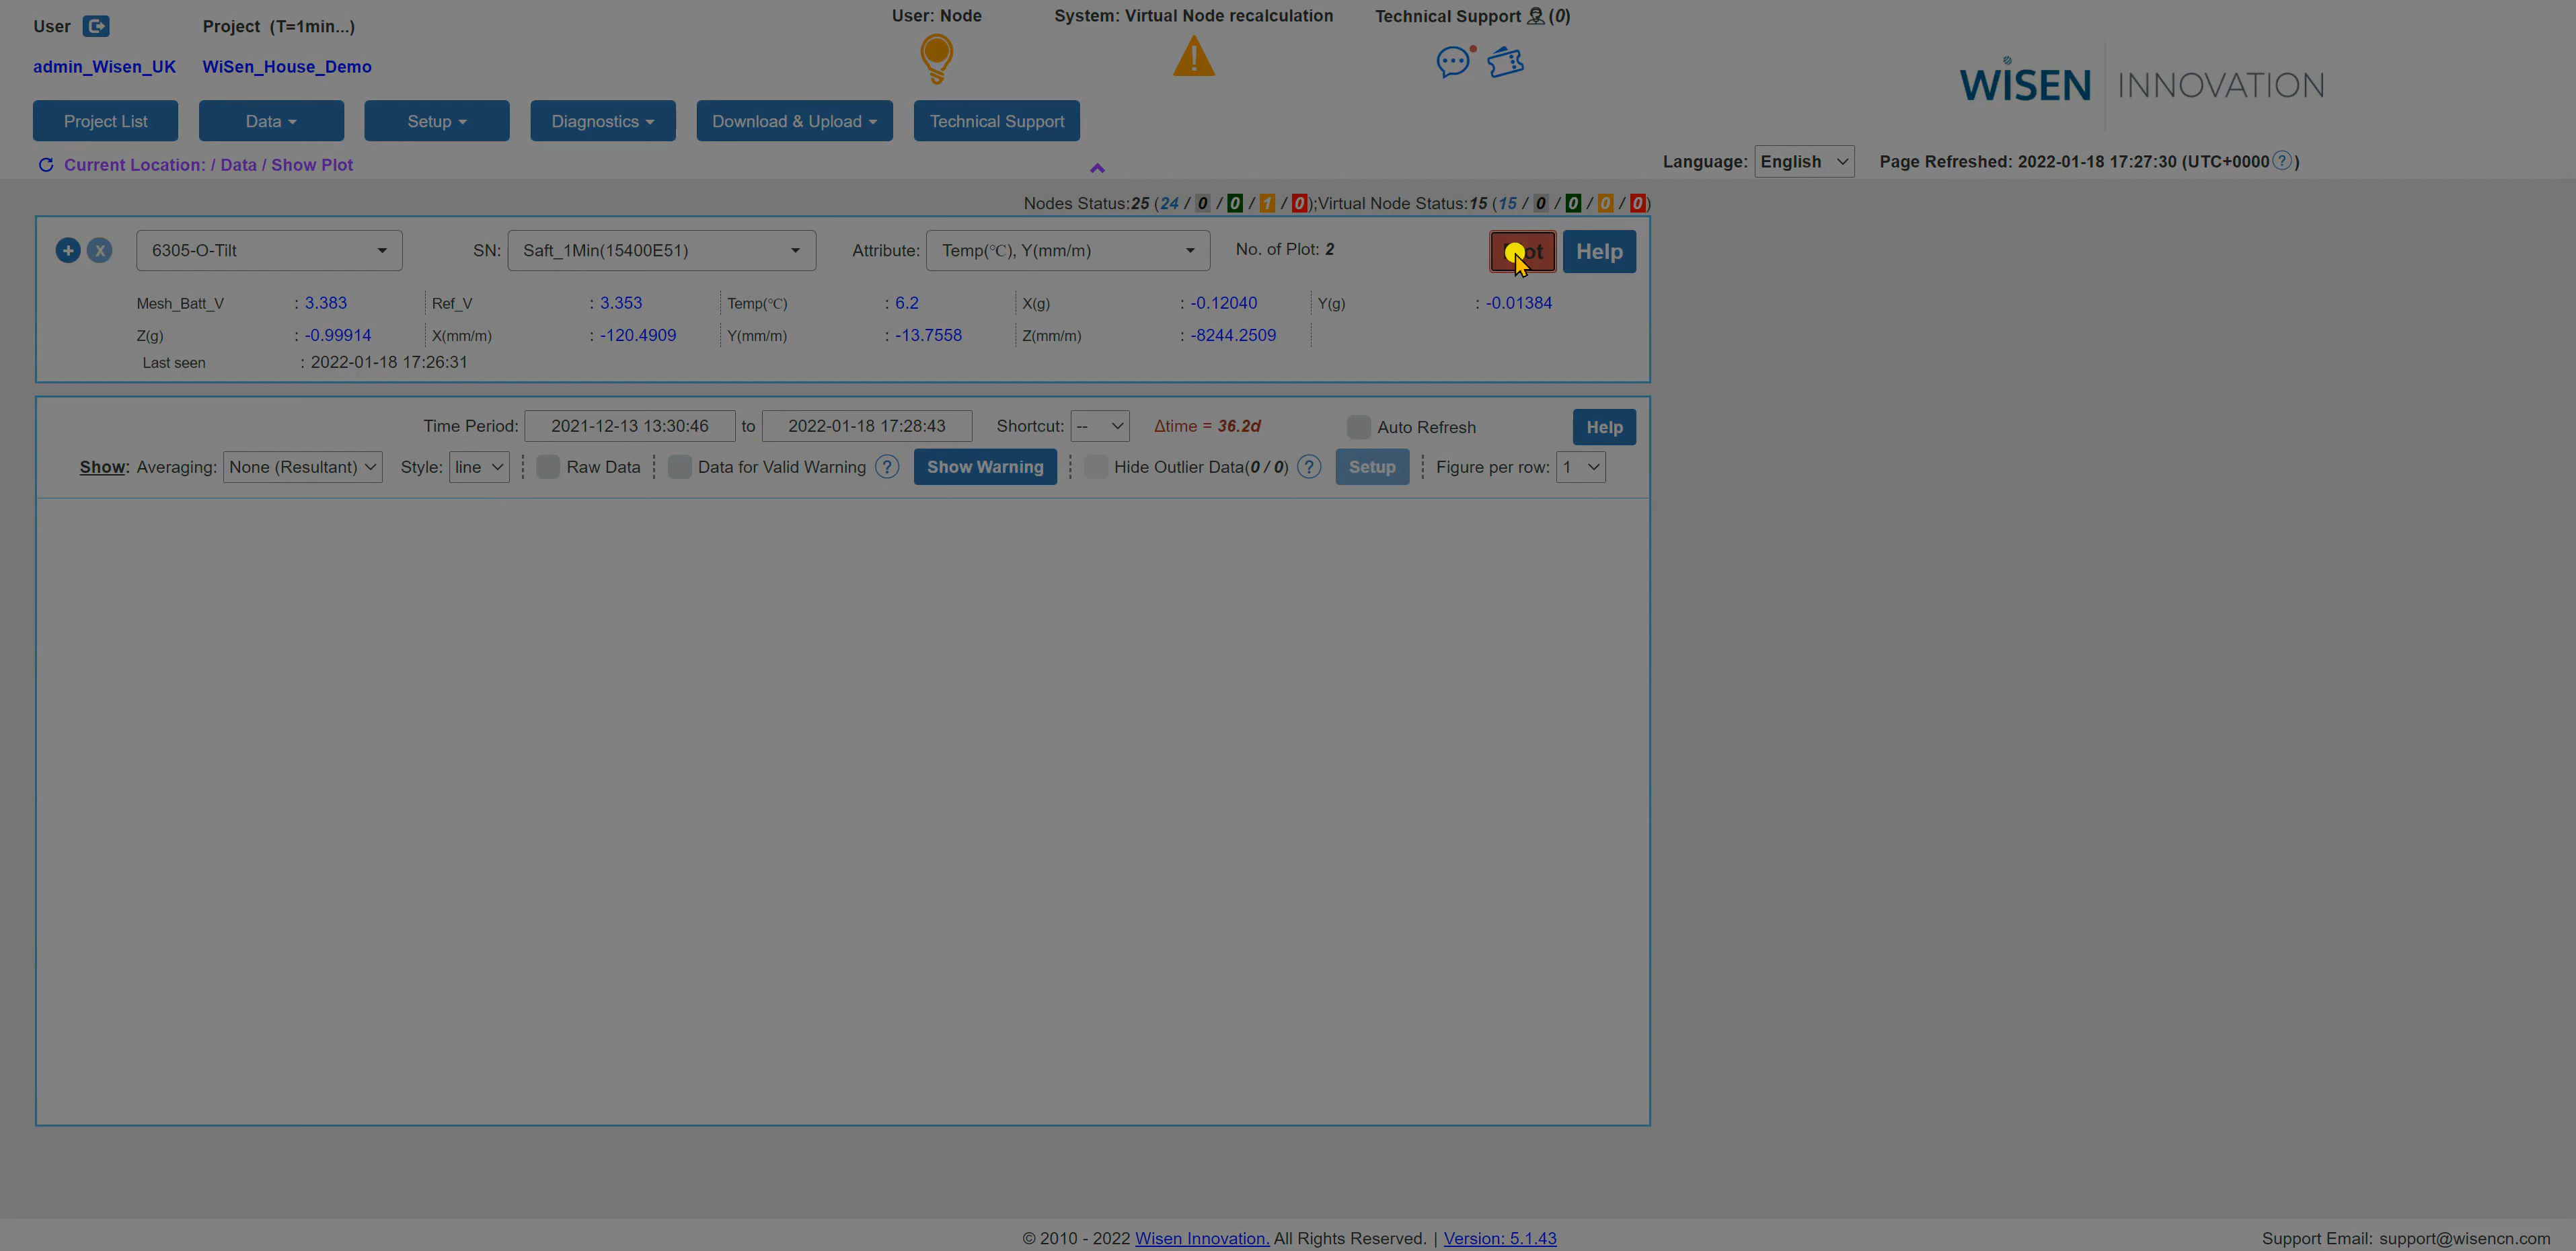 User
Project (T=1min...)
User: Node
System: Virtual Node recalculation
Technical Support (0)
admin_Wisen_UK
WiSen_House_Demo
WISEN INNOVATION
Project List
Data
Setup
Diagnostics
Download & Upload
Technical Support
Current Location: / Data / Show Plot
Language: English
Page Refreshed: 2022-01-18 17:27:30 (UTC+0000 ?)
Nodes Status:25 (24 / 0 / 0 / 1 / 0);Virtual Node Status:15 (15 / 0 / 0 / 0 / 0)
+ x 6305-O-Tilt SN: Saft_1Min(15400E51) Attribute: Temp(℃), Y(mm/m) No. of Plot: 2 Help
Mesh_Batt_V : 3.383 Ref_V : 3.353 Temp(℃) : 6.2 X(g) : -0.12040 Y(g) : -0.01384
Z(g) : -0.99914 X(mm/m) : -120.4909 Y(mm/m) : -13.7558 Z(mm/m) : -8244.2509
Last seen : 2022-01-18 17:26:31
Time Period: 2021-12-13 13:30:46 to 2022-01-18 17:28:43 Shortcut: -- Δtime = 36.2d Auto Refresh Help
Show: Averaging: None (Resultant) Style: line Raw Data Data for Valid Warning ? Show Warning Hide Outlier Data(0 / 0) ? Setup Figure per row: 1
© 2010 - 2022 Wisen Innovation. All Rights Reserved. | Version: 5.1.43
Support Email: support@wisencn.com